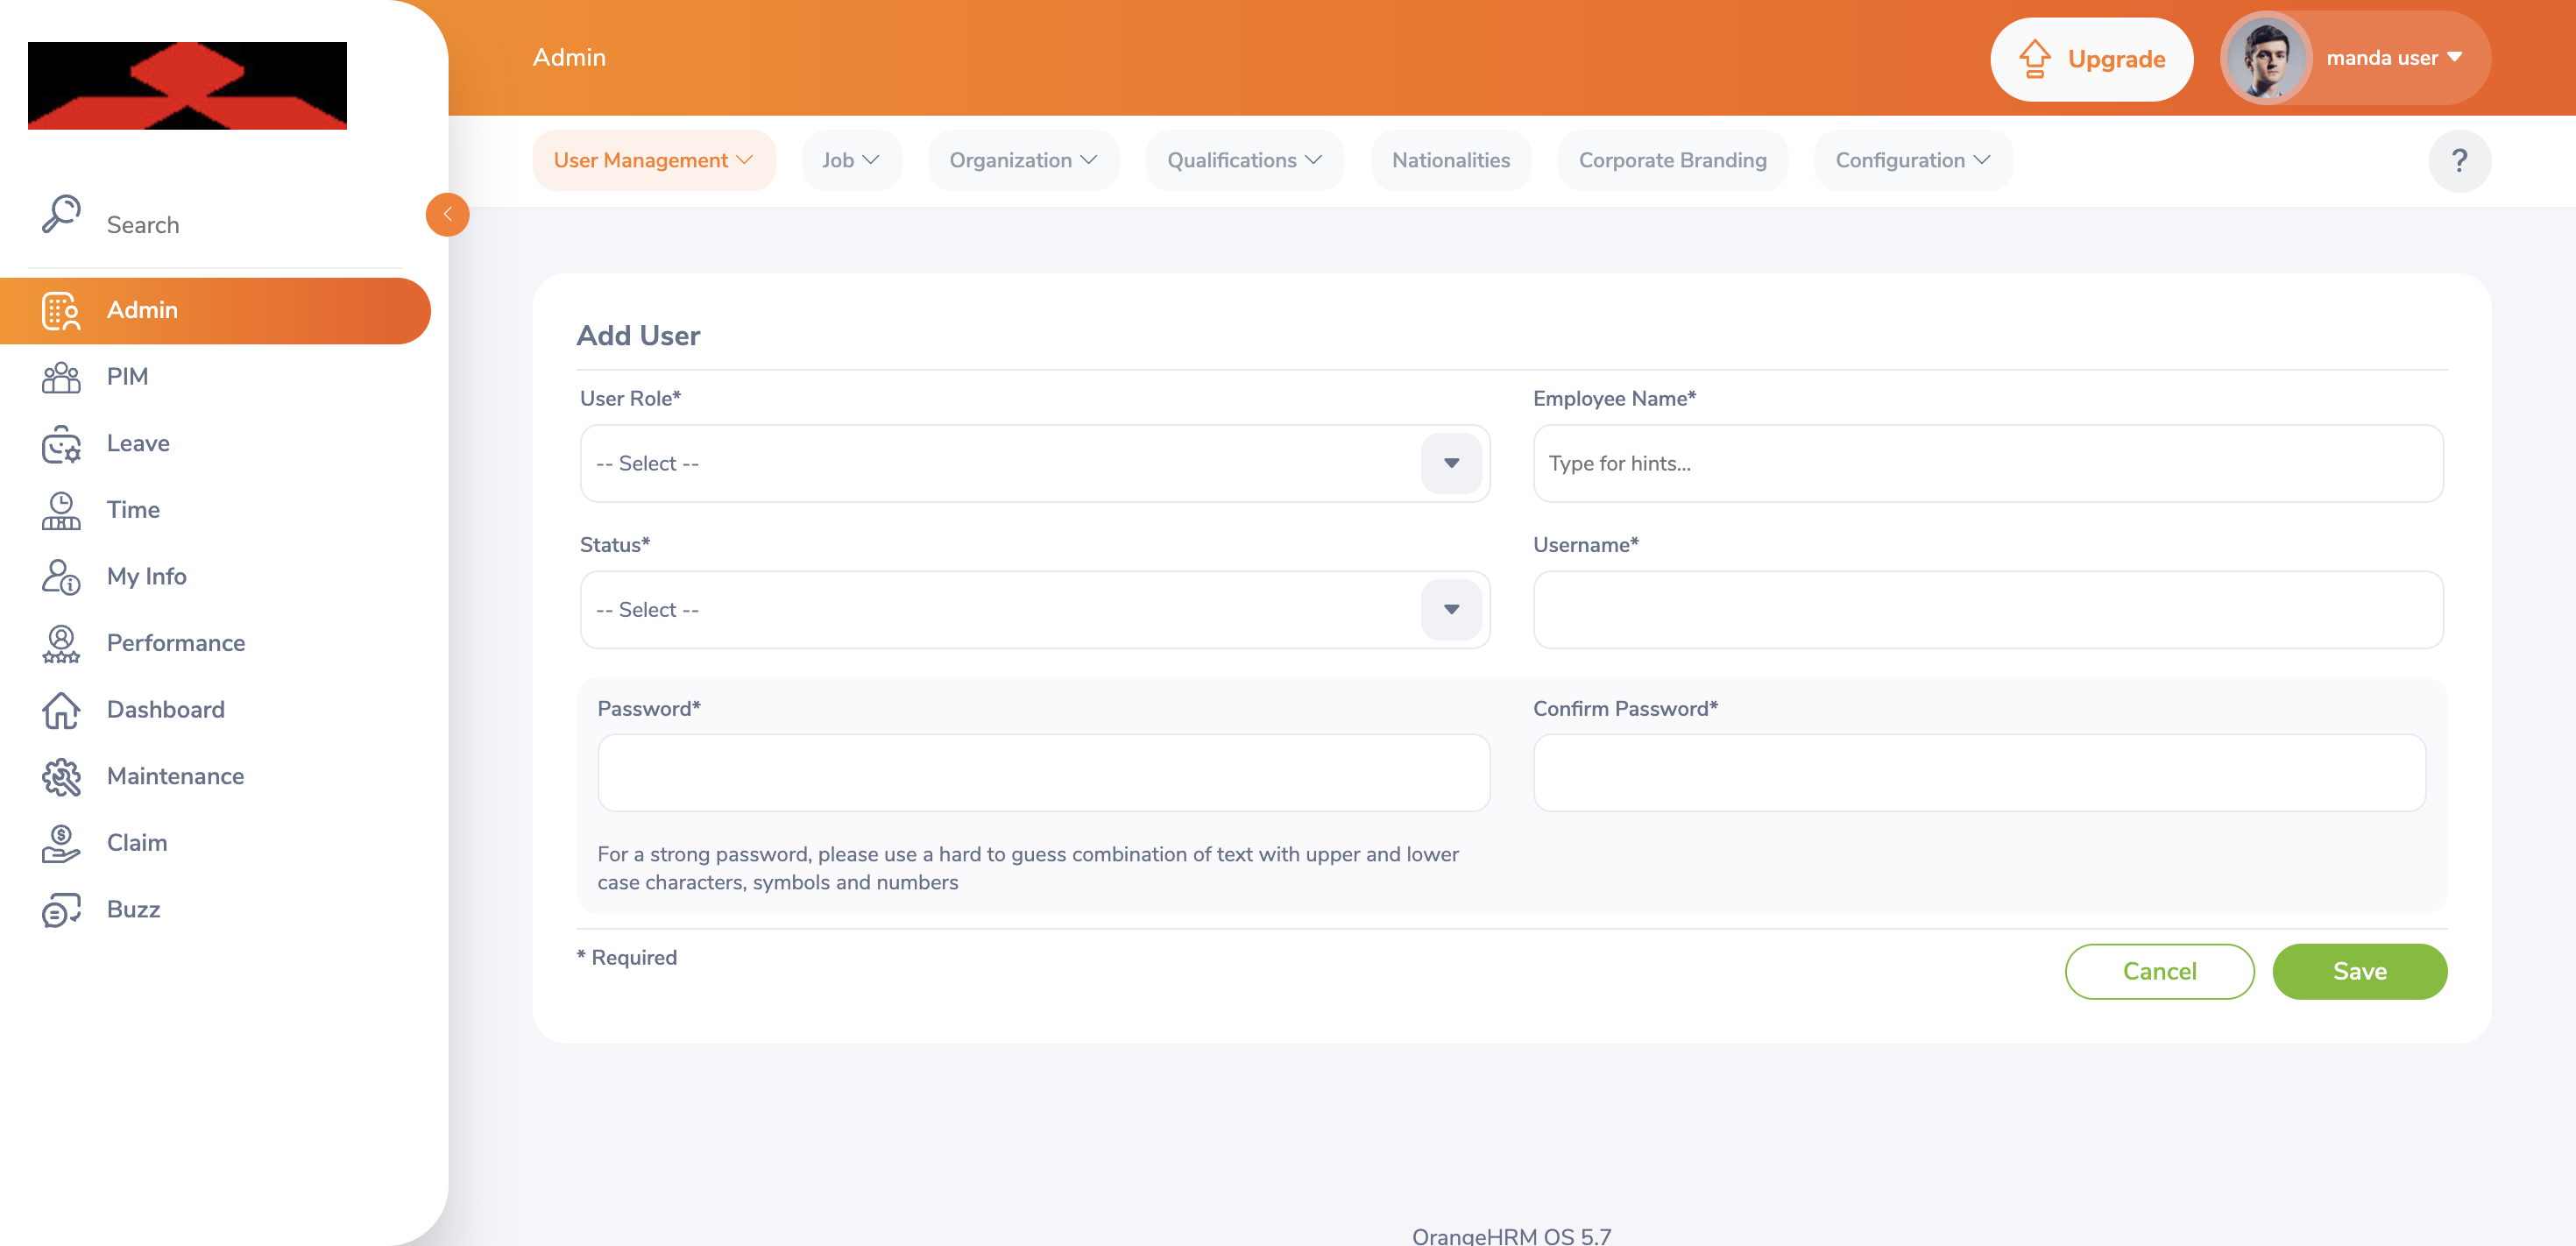 Admin
Upgrade
manda user
User Management
Job
Organization
Qualifications
Nationalities
Corporate Branding
Configuration
?
Search
Admin
PIM
Leave
Time
My Info
Performance
Dashboard
Maintenance
Claim
Buzz
Add User
User Role*
-- Select --
Employee Name*
Type for hints...
Status*
-- Select --
Username*
Password*
Confirm Password*
For a strong password, please use a hard to guess combination of text with upper and lower
case characters, symbols and numbers
* Required
Cancel
Save
OrangeHRM OS 5.7